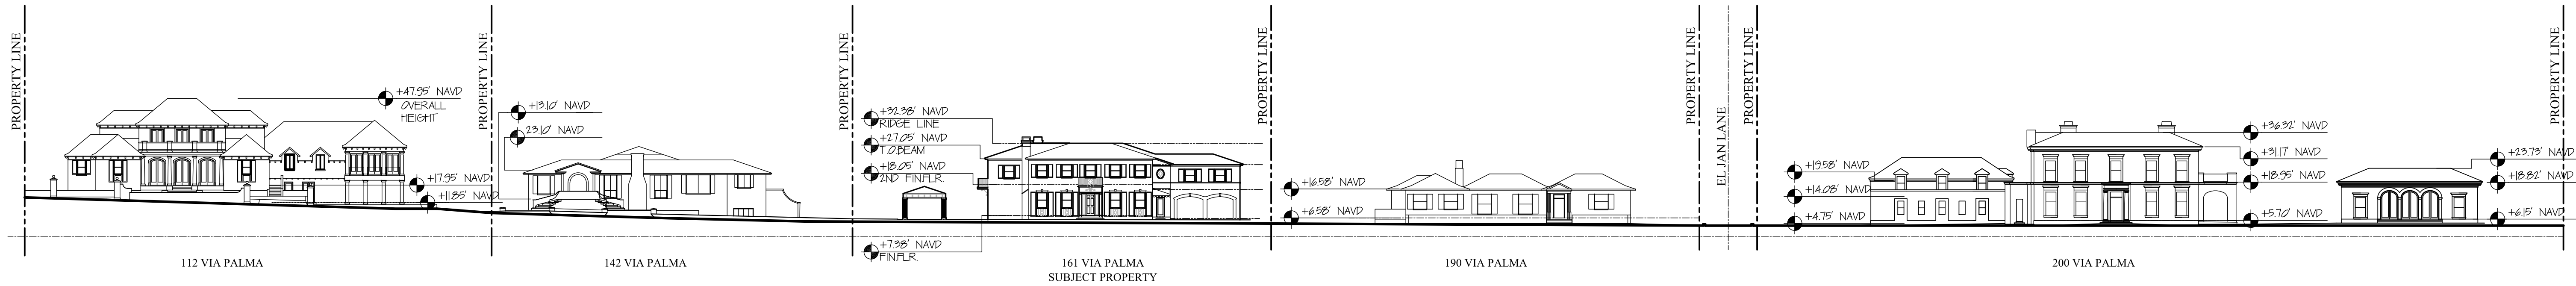 PROPERTY LINE
+47.95' NAVD
OVERALL
HEIGHT
+17.95' NAVD
+11.85' NAVD
112 VIA PALMA
PROPERTY LINE
+13.10' NAVD
23.10' NAVD
142 VIA PALMA
PROPERTY LINE
+32.38' NAVD
RIDGE LINE
+27.05' NAVD
T.O.BEAM
+18.05' NAVD
2ND FIN.FLR.
+7.38' NAVD
FIN.FLR.
161 VIA PALMA
SUBJECT PROPERTY
PROPERTY LINE
+16.58' NAVD
+6.58' NAVD
190 VIA PALMA
PROPERTY LINE
ELIAN LANE
PROPERTY LINE
+19.58' NAVD
+14.08' NAVD
+4.75' NAVD
+36.32' NAVD
+31.17' NAVD
+18.95' NAVD
+5.70' NAVD
200 VIA PALMA
+23.73' NAVD
+18.82' NAVD
+6.15' NAVD
PROPERTY LINE